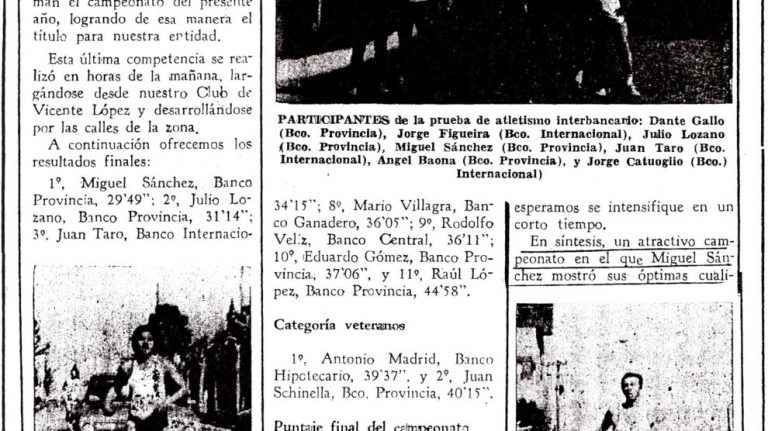 man el campeonato del presente
año, logrando de esa manera el
título para nuestra entidad.
Esta última competencia se rea-
lizó en horas de la mañana, lar-
gándose desde nuestro Club de
Vicente López y desarrollándose
por las calles de la zona.
A continuación ofrecemos los
resultados finales:
1º, Miguel Sánchez, Banco
Provincia, 29'49"; 2º, Julio Lo-
zano, Banco Provincia, 31'14";
3º, Juan Taro, Banco Internacio-
PARTICIPANTES de la prueba de atletismo interbancario: Dante Gallo
(Bco. Provincia), Jorge Figueira (Bco. Internacional), Julio Lozano
(Bco. Provincia), Miguel Sánchez (Bco. Provincia), Juan Taro (Bco.
Internacional), Angel Baona (Bco. Provincia), y Jorge Catuoglio (Bco.)
Internacional)
34'15"; 8º, Mario Villagra, Ban-
co Ganadero, 36'05"; 9º, Rodolfo
Veliz, Banco Central, 36'11";
10º, Eduardo Gómez, Banco Pro-
vincia, 37'06", y 11º, Raúl Ló-
pez, Banco Provincia, 44'58".
Categoría veteranos
1º, Antonio Madrid, Banco
Hipotecario, 39'37". y 2º, Juan
Schinella, Bco. Provincia, 40'15".
Puntaje final del campeonato
esperamos se intensifique en un
corto tiempo.
En síntesis, un atractivo cam-
peonato en el que Miguel Sán-
chez mostró sus óptimas cuali-